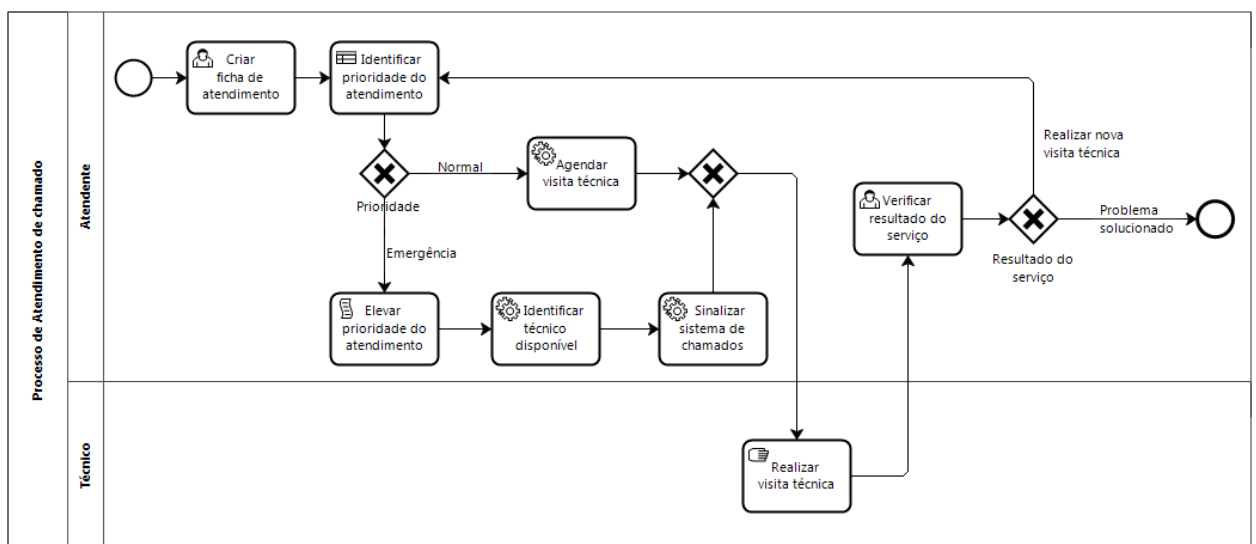 Processo de Atendimento de chamado
Atendente
Criar
ficha de
atendimento
Identificar
prioridade do
atendimento
Prioridade
Normal
Agendar
visita técnica
Emergência
Elevar
prioridade do
atendimento
Identificar
técnico
disponível
Sinalizar
sistema de
chamados
Verificar
resultado do
serviço
Realizar nova
visita técnica
Resultado do
serviço
Problema
solucionado
Técnico
Realizar
visita técnica